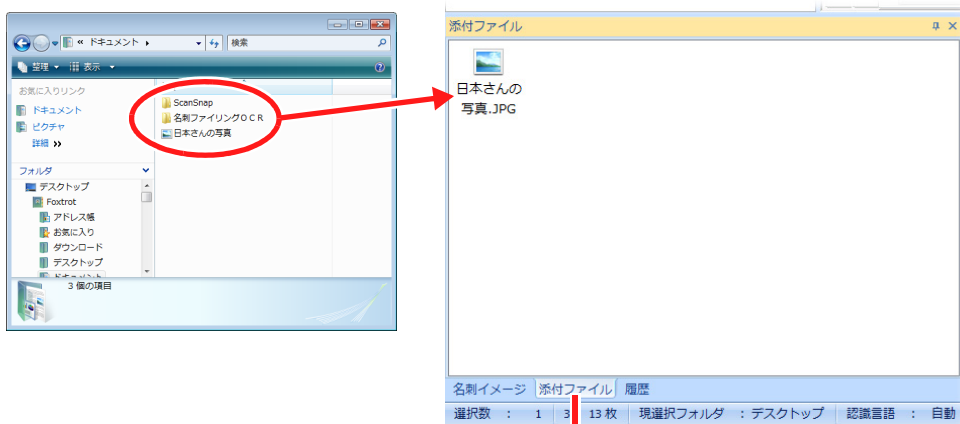 « ドキュメント
検索
整理
表示
お気に入りリンク
ドキュメント
ピクチャ
詳細 »
フォルダ
デスクトップ
Foxtrot
アドレス帳
お気に入り
ダウンロード
デスクトップ
ドキュメント
ScanSnap
名刺ファイリングOCR
日本さんの写真
3 個の項目
添付ファイル
日本さんの
写真.JPG
名刺イメージ 添付ファイル 履歴
選択数 : 1 3 13 枚 現選択フォルダ : デスクトップ 認識言語 : 自動